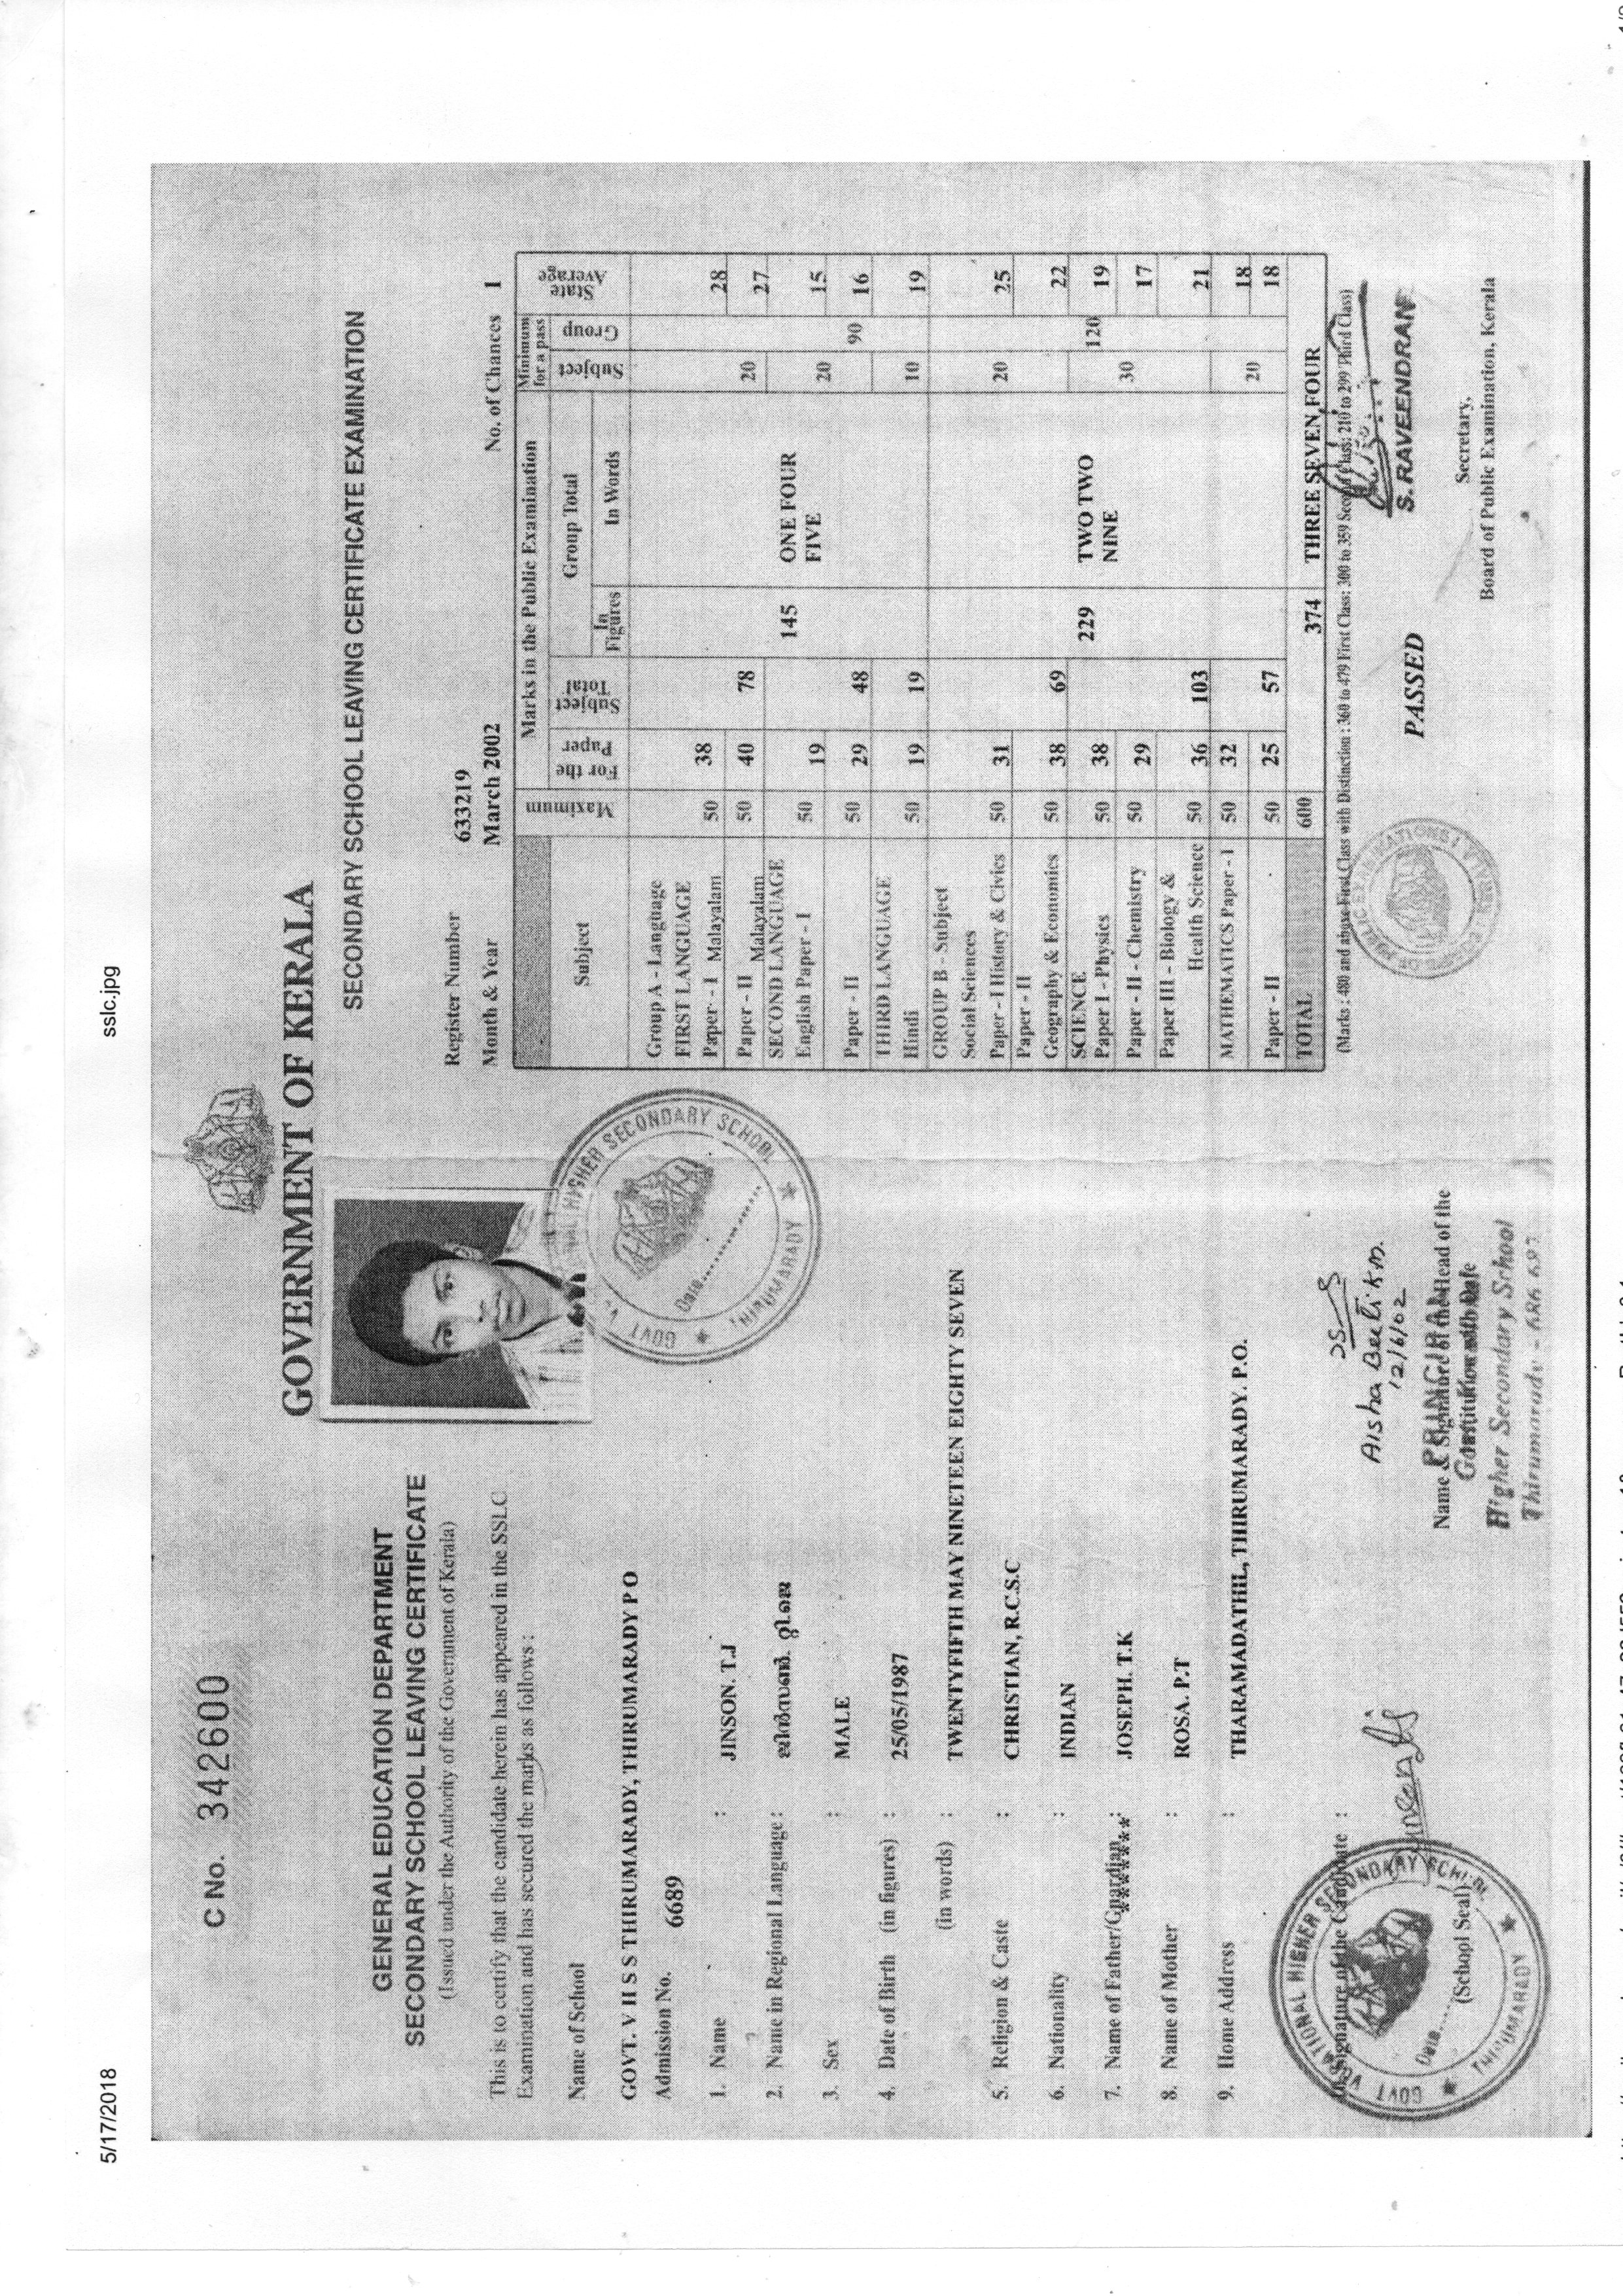 5/17/2018
sslc.jpg
C No. 342600
GOVERNMENT OF KERALA
GENERAL EDUCATION DEPARTMENT
SECONDARY SCHOOL LEAVING CERTIFICATE
(Issued under the Authority of the Government of Kerala)
This is to certify that the candidate herein has appeared in the SSLC
Examination and has secured the marks as follows :
Name of School
GOVT. V H S S THIRUMARADY, THIRUMARADY P O
Admission No. 6689
1. Name : JINSON. T.J
2. Name in Regional Language : ജിൻസൺ. റ്റി.ജെ
3. Sex : MALE
4. Date of Birth (in figures) : 25/05/1987
(in words) : TWENTYFIFTH MAY NINETEEN EIGHTY SEVEN
5. Religion & Caste : CHRISTIAN, R.C.S.C
6. Nationality : INDIAN
7. Name of Father/Guardian : JOSEPH. T.K
********
8. Name of Mother : ROSA. P.T
9. Home Address : THARAMADATHIL, THIRUMARADY. P.O.
Signature of the Candidate :
(School Seal)
GOVT VOCATIONAL HIGHER SECONDARY SCHOOL
THIRUMARADY
Date
Aisha Beevi K m.
12/6/02
Name & Signature of the Head of the
Institution with Date
PRINCIPAL
Higher Secondary School
Thirumarady - 686 697
HIGHER SECONDARY SCHOOL
GOVT
THIRUMARADY
Date
SECONDARY SCHOOL LEAVING CERTIFICATE EXAMINATION
Register Number 633219
Month & Year March 2002 No. of Chances 1
Subject Maximum Marks in the Public Examination Minimum for a pass State Average
For the Paper Subject Total Group Total Subject Group
In Figures In Words
Group A - Language
FIRST LANGUAGE
Paper - I Malayalam 50 38 28
Paper - II Malayalam 50 40 78 20 27
SECOND LANGUAGE
English Paper - I 50 19 145 ONE FOUR FIVE 20 15
Paper - II 50 29 48 90 16
THIRD LANGUAGE
Hindi 50 19 19 10 19
GROUP B - Subject
Social Sciences
Paper - I History & Civics 50 31 20 25
Paper - II
Geography & Economics 50 38 69 22
SCIENCE
Paper I - Physics 50 38 229 TWO TWO NINE 120 19
Paper - II - Chemistry 50 29 30 17
Paper III - Biology &
Health Science 50 36 103 21
MATHEMATICS Paper - I 50 32 20 18
Paper - II 50 25 57 18
TOTAL 600 374 THREE SEVEN FOUR
(Marks : 480 and above First Class with Distinction : 360 to 479 First Class: 300 to 359 Second Class: 210 to 299 Third Class)
PASSED
S. RAVEENDRAN
Secretary,
Board of Public Examination, Kerala